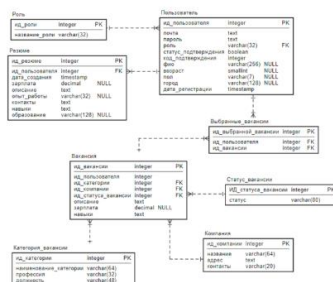 Роль
ид_роли integer PK
название_роли varchar(32)
Пользователь
ид_пользователя integer PK
почта text
пароль text
роль varchar(32) FK
статус_подтверждения boolean
код_подтверждения integer
фио varchar(256) NULL
возраст smallint NULL
пол varchar(7) NULL
город varchar(128) NULL
дата_регистрации timestamp
Резюме
ид_резюме integer PK
ид_пользователя integer FK
дата_создания timestamp
зарплата decimal NULL
описание text
опыт_работы varchar(32) NULL
контакты text
навыки text
образование varchar(128) NULL
Выбранные_вакансии
ид_выбранной_вакансии integer PK
ид_пользователя integer FK
ид_вакансии integer FK
Вакансия
ид_вакансии integer PK
ид_пользователя integer
ид_категории integer FK
ид_компании integer FK
ид_статуса_вакансии integer FK
описание text
зарплата decimal NULL
навыки text
Статус_вакансии
ИД_статуса_вакансии integer PK
статус varchar(80)
Компания
ид_компании integer PK
название varchar(64)
адрес text
контакты varchar(20)
Категория_вакансии
ид_категории integer PK
наименование_категории varchar(64)
профессия varchar(32)
должность varchar(48)